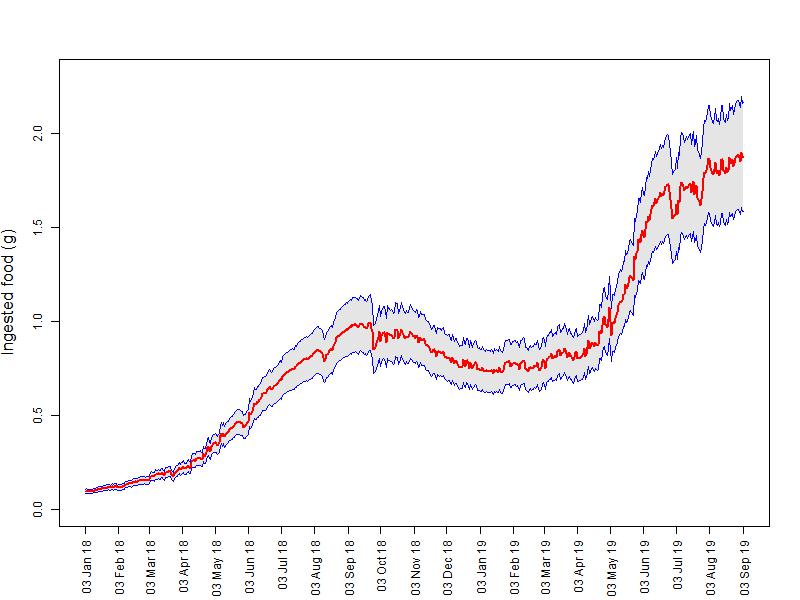 Ingested food (g)
2.0
1.5
1.0
0.5
0.0
03 Jan 18
03 Feb 18
03 Mar 18
03 Apr 18
03 May 18
03 Jun 18
03 Jul 18
03 Aug 18
03 Sep 18
03 Oct 18
03 Nov 18
03 Dec 18
03 Jan 19
03 Feb 19
03 Mar 19
03 Apr 19
03 May 19
03 Jun 19
03 Jul 19
03 Aug 19
03 Sep 19